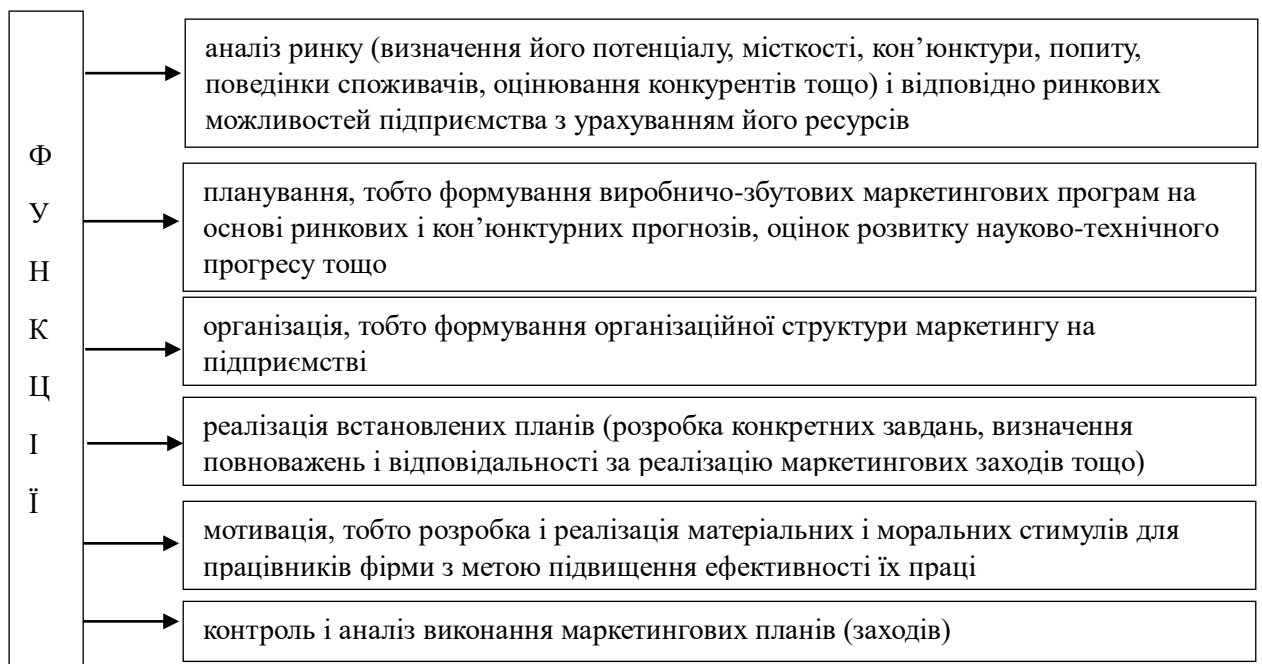 ФУНКЦІЇ
аналіз ринку (визначення його потенціалу, місткості, кон’юнктури, попиту,
поведінки споживачів, оцінювання конкурентів тощо) і відповідно ринкових
можливостей підприємства з урахуванням його ресурсів
планування, тобто формування виробничо-збутових маркетингових програм на
основі ринкових і кон’юнктурних прогнозів, оцінок розвитку науково-технічного
прогресу тощо
організація, тобто формування організаційної структури маркетингу на
підприємстві
реалізація встановлених планів (розробка конкретних завдань, визначення
повноважень і відповідальності за реалізацію маркетингових заходів тощо)
мотивація, тобто розробка і реалізація матеріальних і моральних стимулів для
працівників фірми з метою підвищення ефективності їх праці
контроль і аналіз виконання маркетингових планів (заходів)